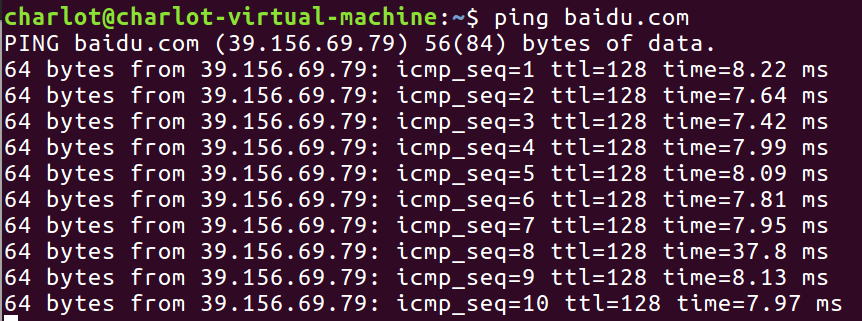 charlot@charlot-virtual-machine:~$ ping baidu.com
PING baidu.com (39.156.69.79) 56(84) bytes of data.
64 bytes from 39.156.69.79: icmp_seq=1 ttl=128 time=8.22 ms
64 bytes from 39.156.69.79: icmp_seq=2 ttl=128 time=7.64 ms
64 bytes from 39.156.69.79: icmp_seq=3 ttl=128 time=7.42 ms
64 bytes from 39.156.69.79: icmp_seq=4 ttl=128 time=7.99 ms
64 bytes from 39.156.69.79: icmp_seq=5 ttl=128 time=8.09 ms
64 bytes from 39.156.69.79: icmp_seq=6 ttl=128 time=7.81 ms
64 bytes from 39.156.69.79: icmp_seq=7 ttl=128 time=7.95 ms
64 bytes from 39.156.69.79: icmp_seq=8 ttl=128 time=37.8 ms
64 bytes from 39.156.69.79: icmp_seq=9 ttl=128 time=8.13 ms
64 bytes from 39.156.69.79: icmp_seq=10 ttl=128 time=7.97 ms